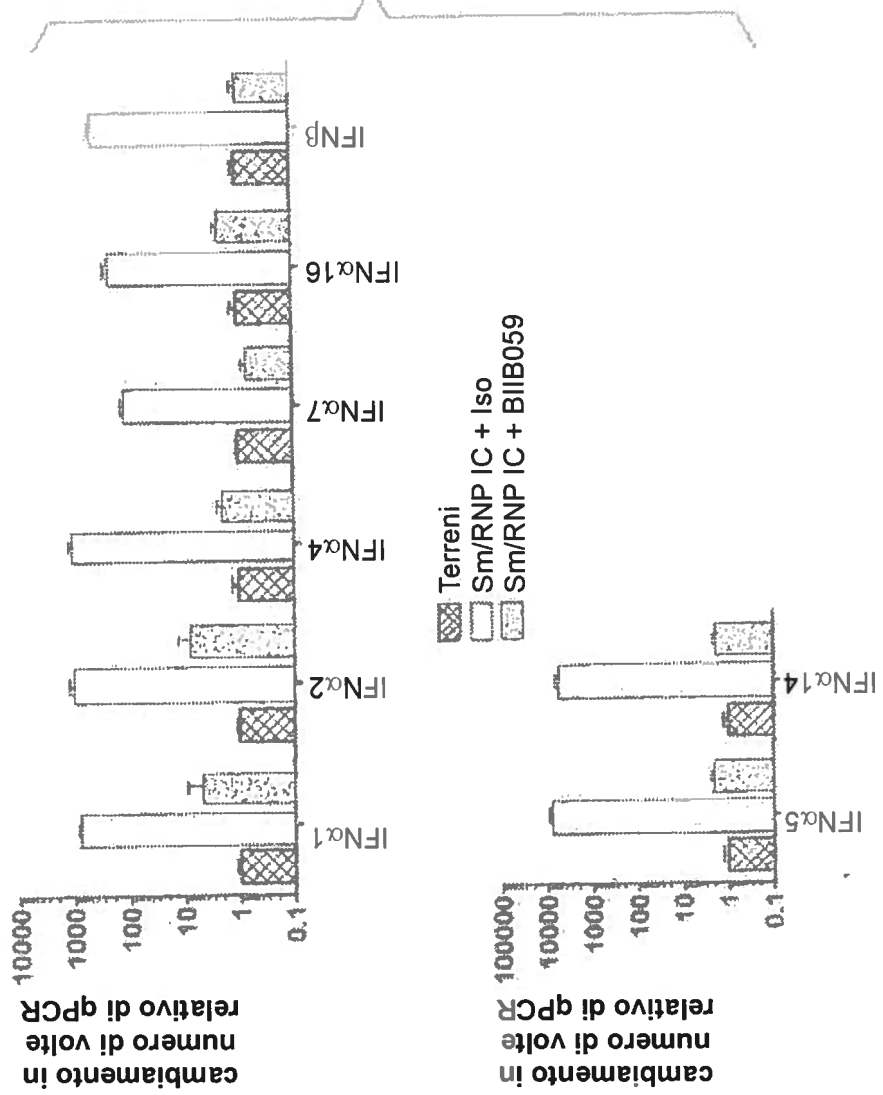 cambiamento in
numero di volte
relativo di qPCR
10000
1000
100
10
1
0.1
IFNα1
IFNα2
IFNα4
IFNα7
IFNα16
IFNβ
Terreni
Sm/RNP IC + Iso
Sm/RNP IC + BIIB059
cambiamento in
numero di volte
relativo di qPCR
100000
10000
1000
100
10
1
0.1
IFNα5
IFNα14